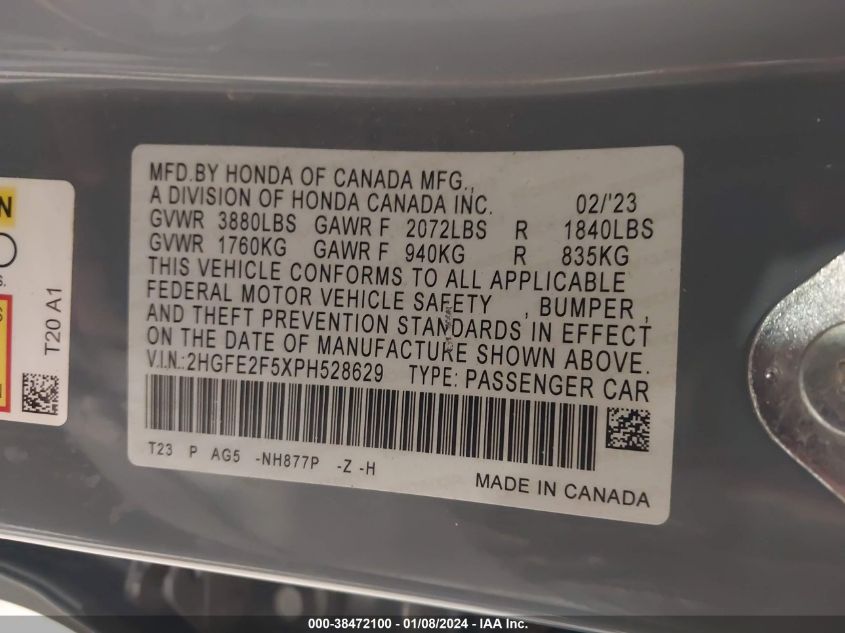 MFD.BY HONDA OF CANADA MFG.,
A DIVISION OF HONDA CANADA INC. 02/'23
GVWR 3880LBS GAWR F 2072LBS R 1840LBS
GVWR 1760KG GAWR F 940KG R 835KG
THIS VEHICLE CONFORMS TO ALL APPLICABLE
FEDERAL MOTOR VEHICLE SAFETY , BUMPER ,
AND THEFT PREVENTION STANDARDS IN EFFECT
ON THE DATE OF MANUFACTURE SHOWN ABOVE.
V.I.N.:2HGFE2F5XPH528629 TYPE: PASSENGER CAR
T23 P AG5 -NH877P -Z -H
MADE IN CANADA
T20 A1
000-38472100 - 01/08/2024 - IAA Inc.